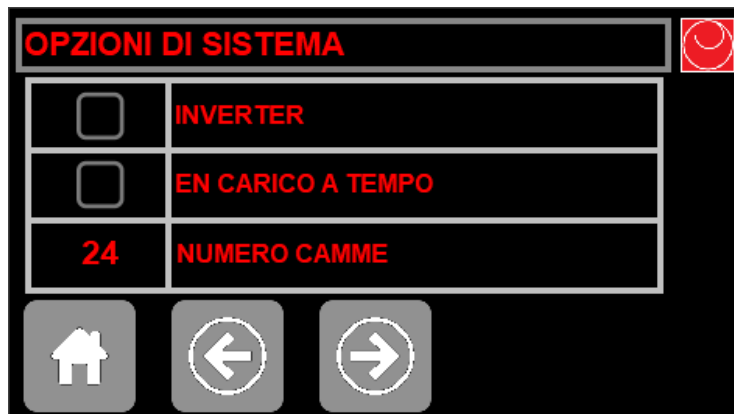 OPZIONI DI SISTEMA
INVERTER
EN CARICO A TEMPO
24 NUMERO CAMME